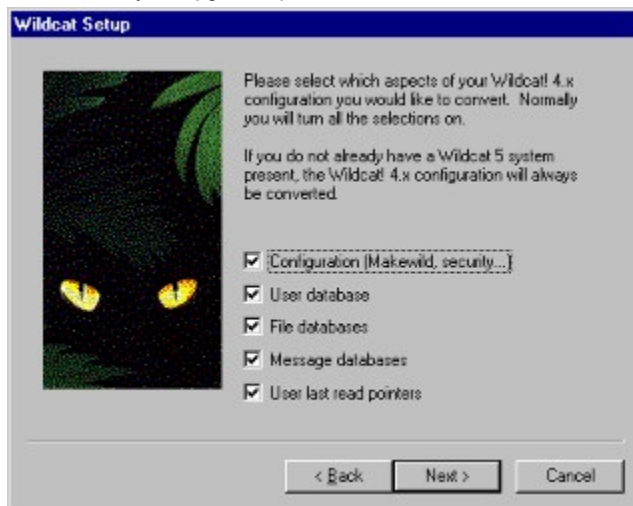 Wildcat Setup
Please select which aspects of your Wildcat! 4.x
configuration you would like to convert. Normally
you will turn all the selections on.
If you do not already have a Wildcat 5 system
present, the Wildcat! 4.x configuration will always
be converted.
Configuration (Makewild, security...)
User database
File databases
Message databases
User last read pointers
< Back
Next >
Cancel